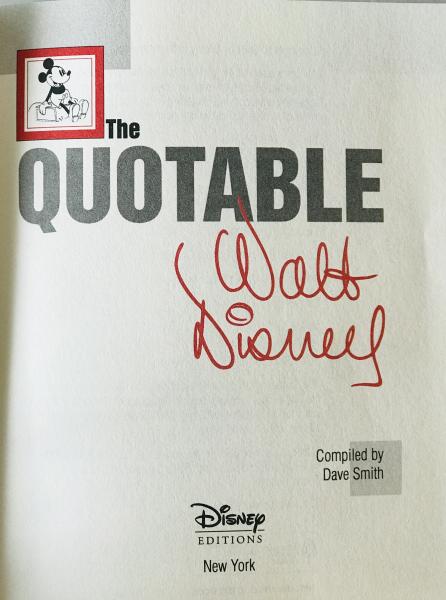 The
QUOTABLE
Walt
Disney
Compiled by
Dave Smith
Disney
EDITIONS
New York